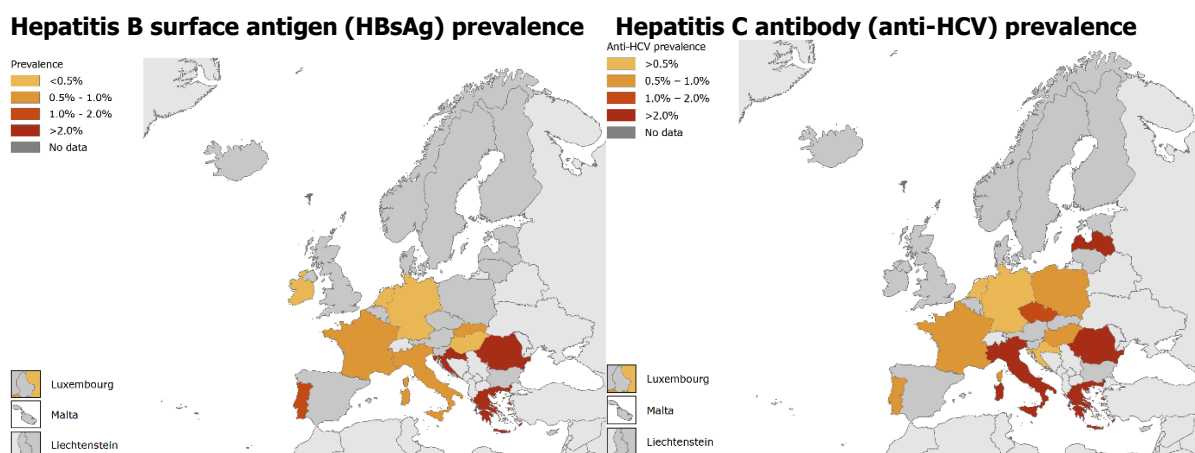 Hepatitis B surface antigen (HBsAg) prevalence
Prevalence
<0.5%
0.5% - 1.0%
1.0% - 2.0%
>2.0%
No data
Luxembourg
Malta
Liechtenstein
Hepatitis C antibody (anti-HCV) prevalence
Anti-HCV prevalence
>0.5%
0.5% – 1.0%
1.0% – 2.0%
>2.0%
No data
Luxembourg
Malta
Liechtenstein